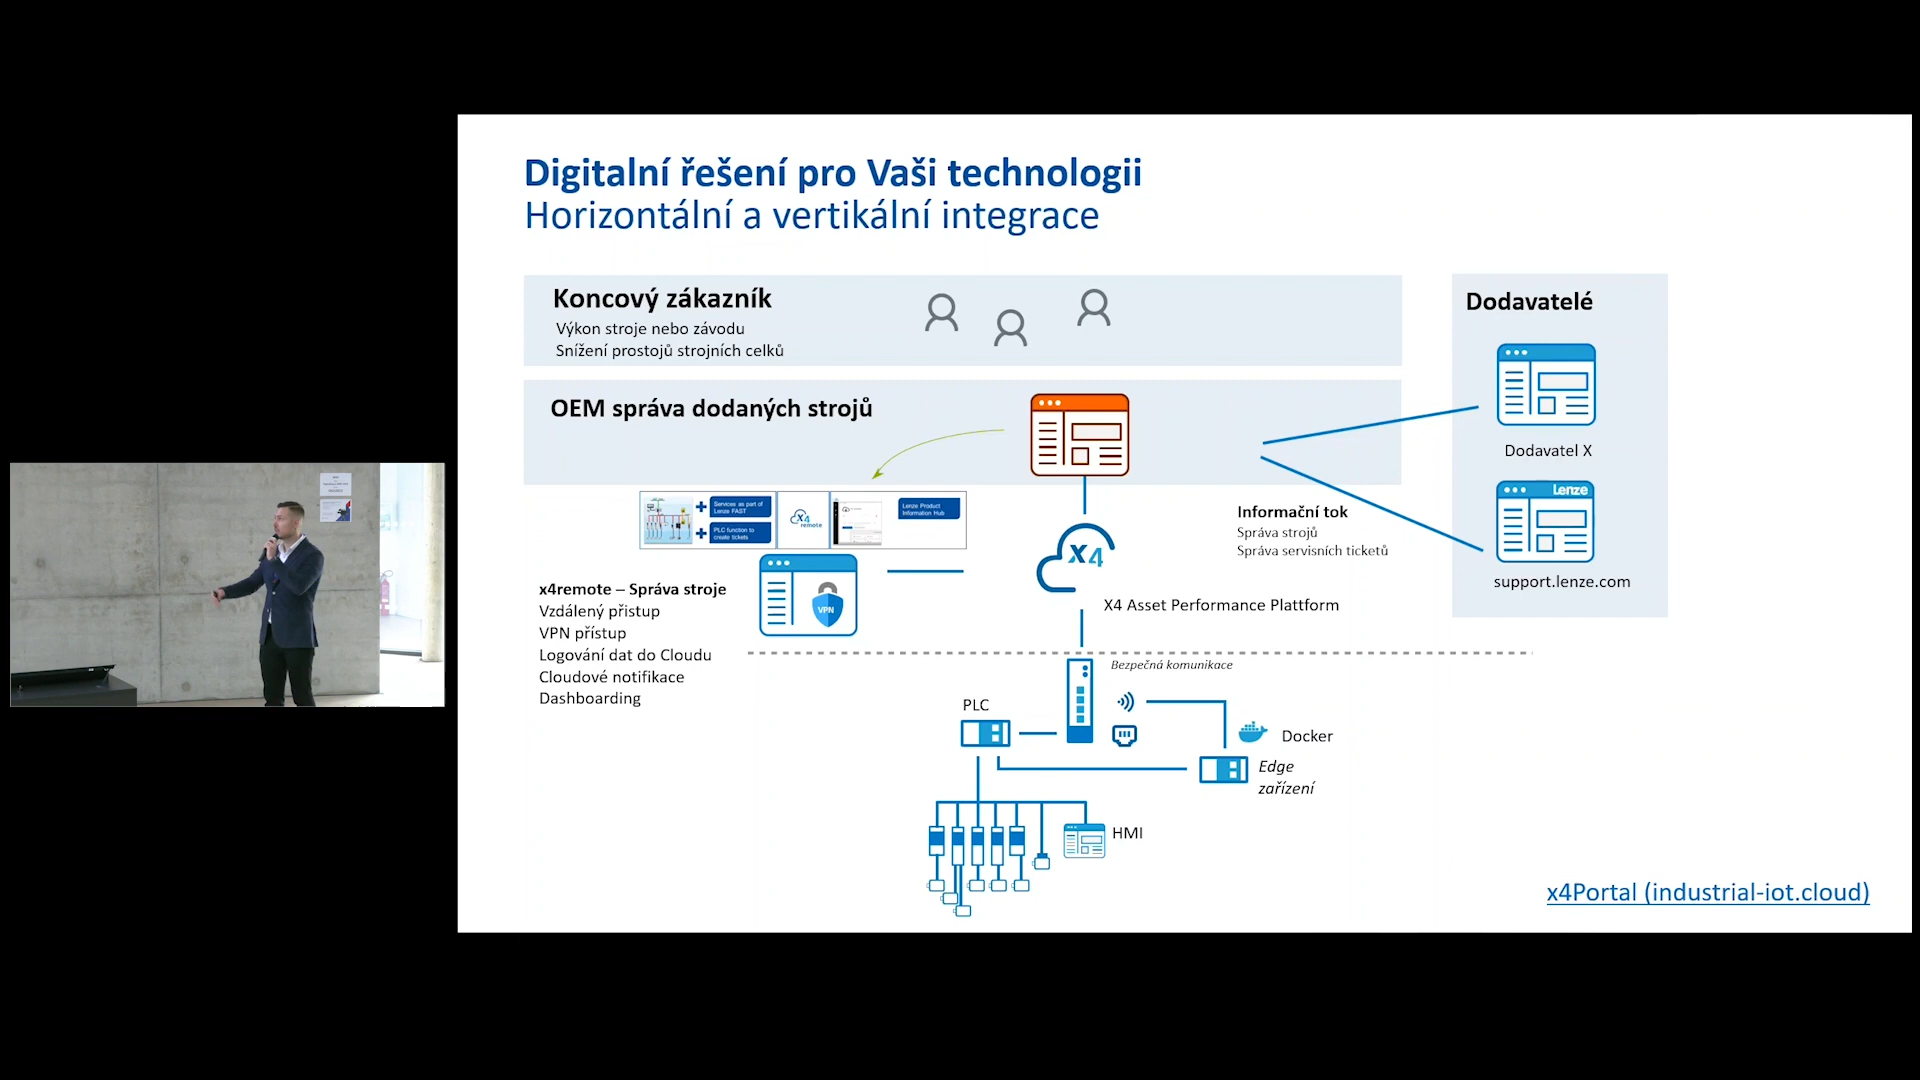 Digitalní řešení pro Vaši technologii
Horizontální a vertikální integrace
Koncový zákazník
Výkon stroje nebo závodu
Snížení prostojů strojních celků
OEM správa dodaných strojů
Dodavatelé
Dodavatel X
Lenze
support.lenze.com
Services as part of
Lenze FAST
PLC function to
create tickets
x4
remote
Lenze Product
Information Hub
Informační tok
Správa strojů
Správa servisních ticketů
x4remote – Správa stroje
Vzdálený přistup
VPN přístup
Logování dat do Cloudu
Cloudové notifikace
Dashboarding
VPN
x4
X4 Asset Performance Plattform
Bezpečná komunikace
PLC
Docker
Edge
zařízení
HMI
x4Portal (industrial-iot.cloud)